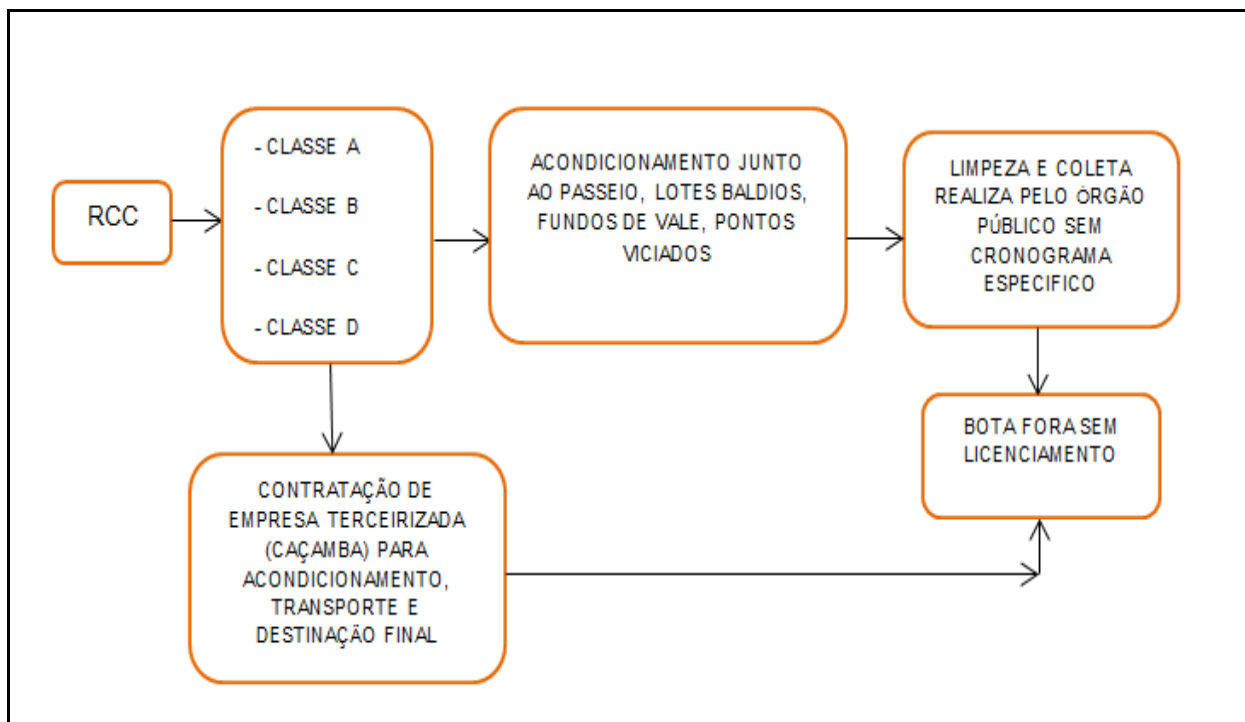 RCC
- CLASSE A
- CLASSE B
- CLASSE C
- CLASSE D
ACONDICIONAMENTO JUNTO
AO PASSEIO, LOTES BALDIOS,
FUNDOS DE VALE, PONTOS
VICIADOS
LIMPEZA E COLETA
REALIZA PELO ÓRGÃO
PÚBLICO SEM
CRONOGRAMA
ESPECIFICO
BOTA FORA SEM
LICENCIAMENTO
CONTRATAÇÃO DE
EMPRESA TERCEIRIZADA
(CAÇAMBA) PARA
ACONDICIONAMENTO,
TRANSPORTE E
DESTINAÇÃO FINAL